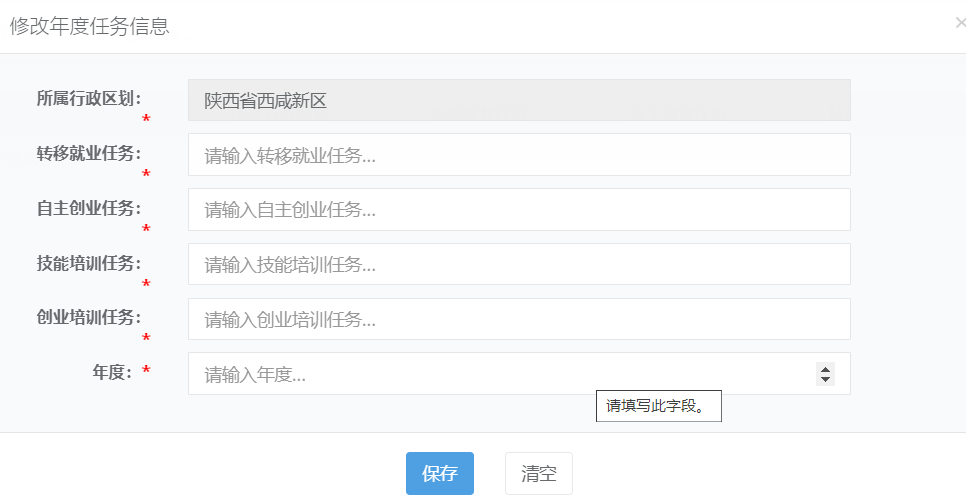 修改年度任务信息 ×
所属行政区划： *
陕西省西咸新区
转移就业任务： *
请输入转移就业任务...
自主创业任务： *
请输入自主创业任务...
技能培训任务： *
请输入技能培训任务...
创业培训任务： *
请输入创业培训任务...
年度： *
请输入年度...
请填写此字段。
保存 清空